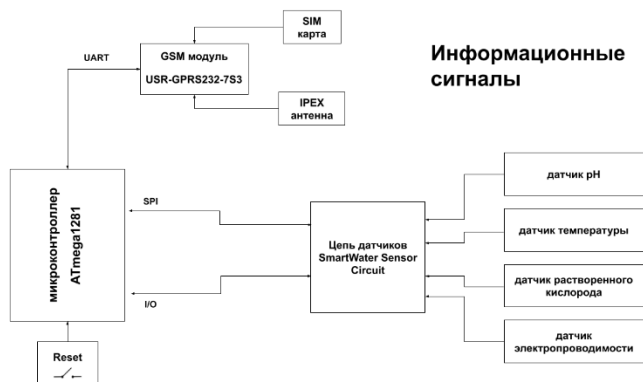 SIM
карта
GSM модуль
USR-GPRS232-7S3
UART
IPEX
антенна
Информационные
сигналы
микроконтроллер
ATmega1281
SPI
I/O
Reset
Цепь датчиков
SmartWater Sensor
Circuit
датчик pH
датчик температуры
датчик растворенного
кислорода
датчик
электропроводимости